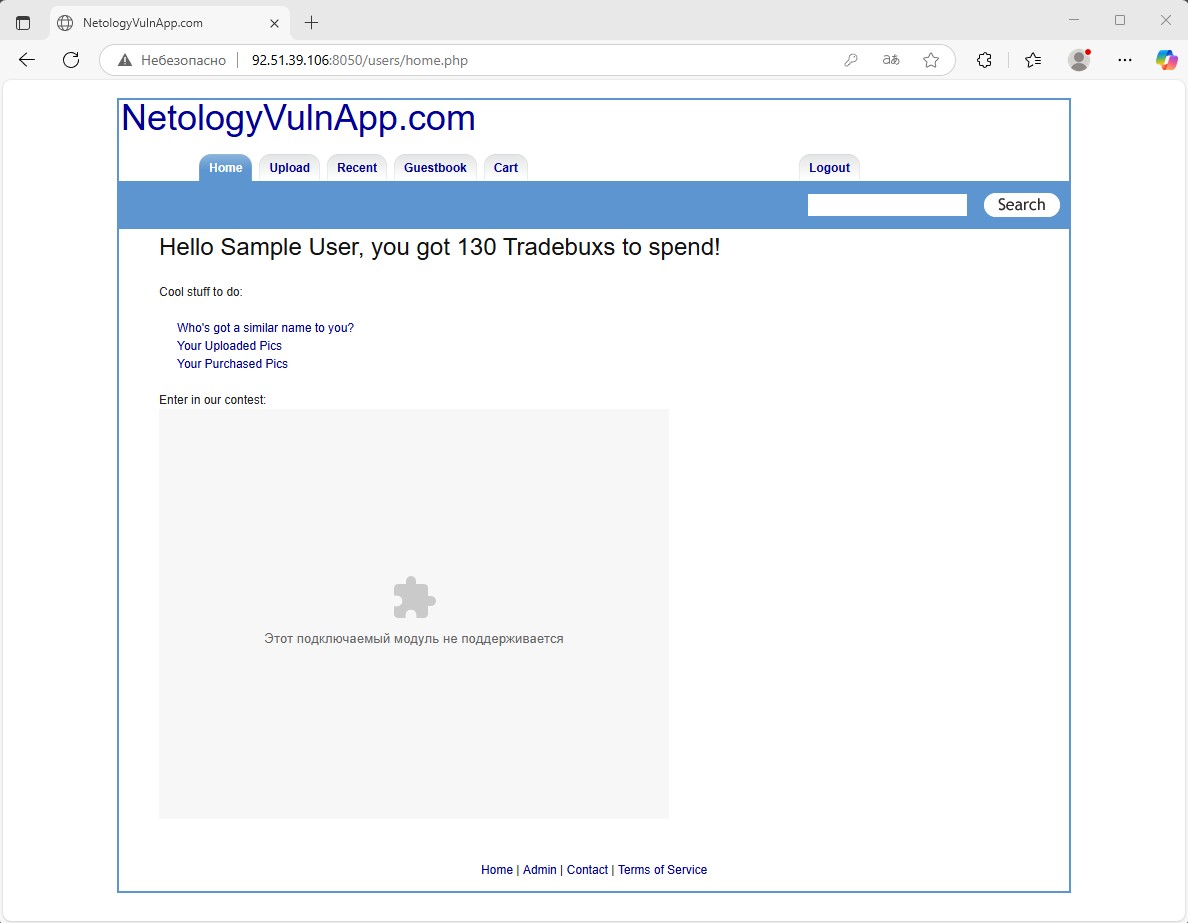 NetologyVulnApp.com
Небезопасно 92.51.39.106:8050/users/home.php
NetologyVulnApp.com
Home Upload Recent Guestbook Cart Logout
Search
Hello Sample User, you got 130 Tradebuxs to spend!
Cool stuff to do:
Who's got a similar name to you?
Your Uploaded Pics
Your Purchased Pics
Enter in our contest:
Этот подключаемый модуль не поддерживается
Home | Admin | Contact | Terms of Service